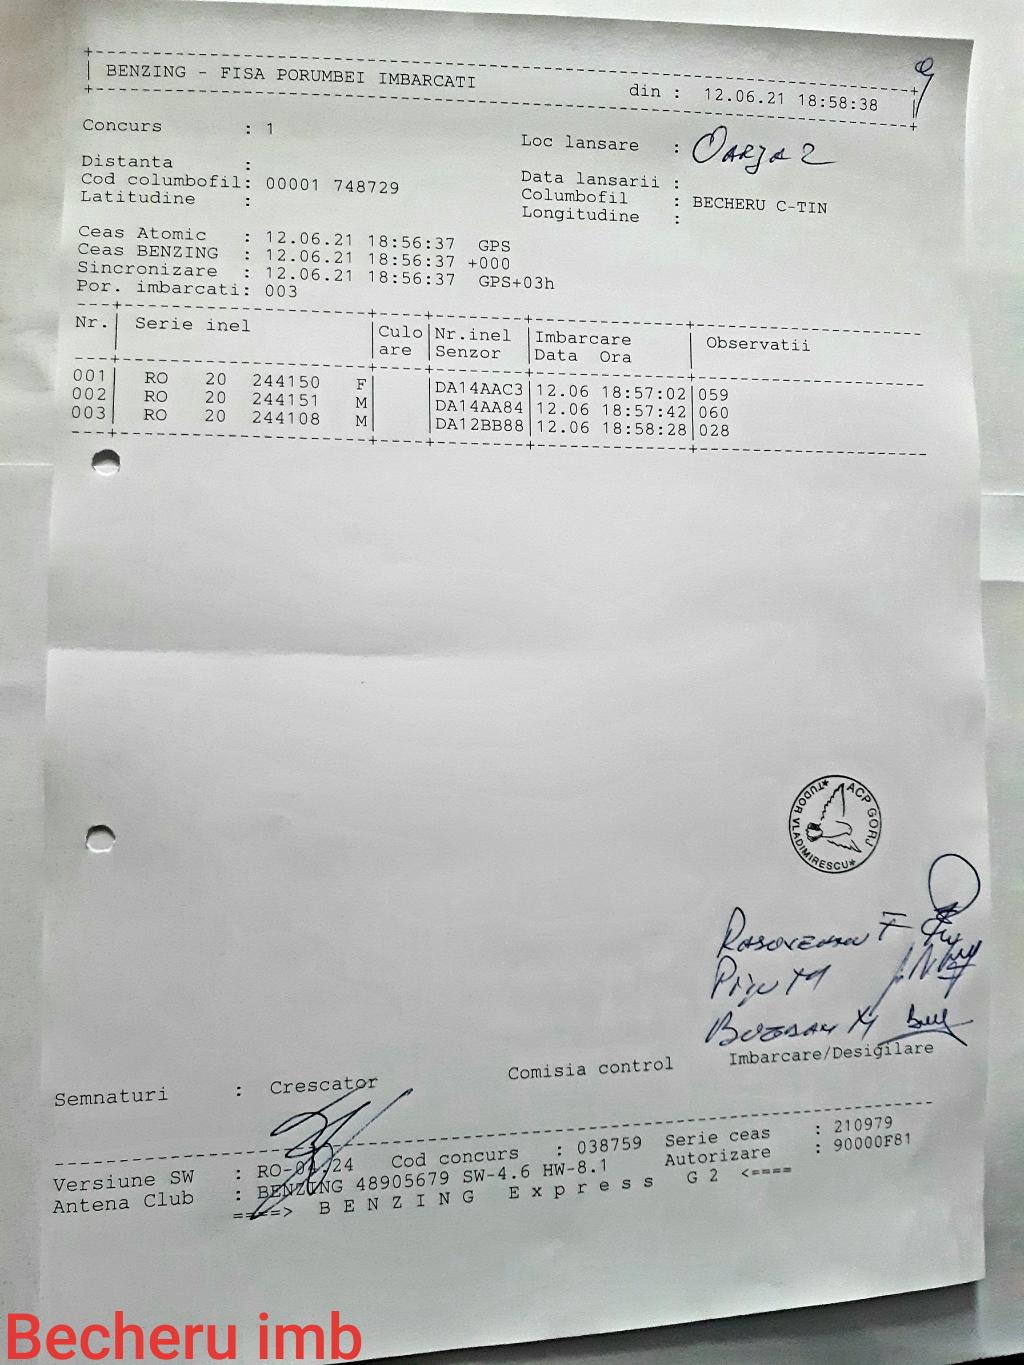 BENZING - FISA PORUMBEI IMBARCATI din : 12.06.21 18:58:38
Concurs : 1
Loc lansare : Oarja 2
Distanta :
Data lansarii :
Cod columbofil: 00001 748729
Columbofil : BECHERU C-TIN
Latitudine :
Longitudine :
Ceas Atomic : 12.06.21 18:56:37 GPS
Ceas BENZING : 12.06.21 18:56:37 +000
Sincronizare : 12.06.21 18:56:37 GPS+03h
Por. imbarcati: 003
Nr.| Serie inel |Culo|Nr.inel |Imbarcare | Observatii
| |are |Senzor |Data Ora |
001| RO 20 244150 F| |DA14AAC3|12.06 18:57:02|059
002| RO 20 244151 M| |DA14AA84|12.06 18:57:42|060
003| RO 20 244108 M| |DA12BB88|12.06 18:58:28|028
ACP GORJ
*TUDOR VLADIMIRESCU*
F
M
M
Semnaturi : Crescator Comisia control Imbarcare/Desigilare
Versiune SW : RO-04/24 Cod concurs : 038759 Serie ceas : 210979
Antena Club : BENZING 48905679 SW-4.6 HW-8.1 Autorizare : 90000F81
====> B E N Z I N G E x p r e s s G 2 <====
Becheru imb